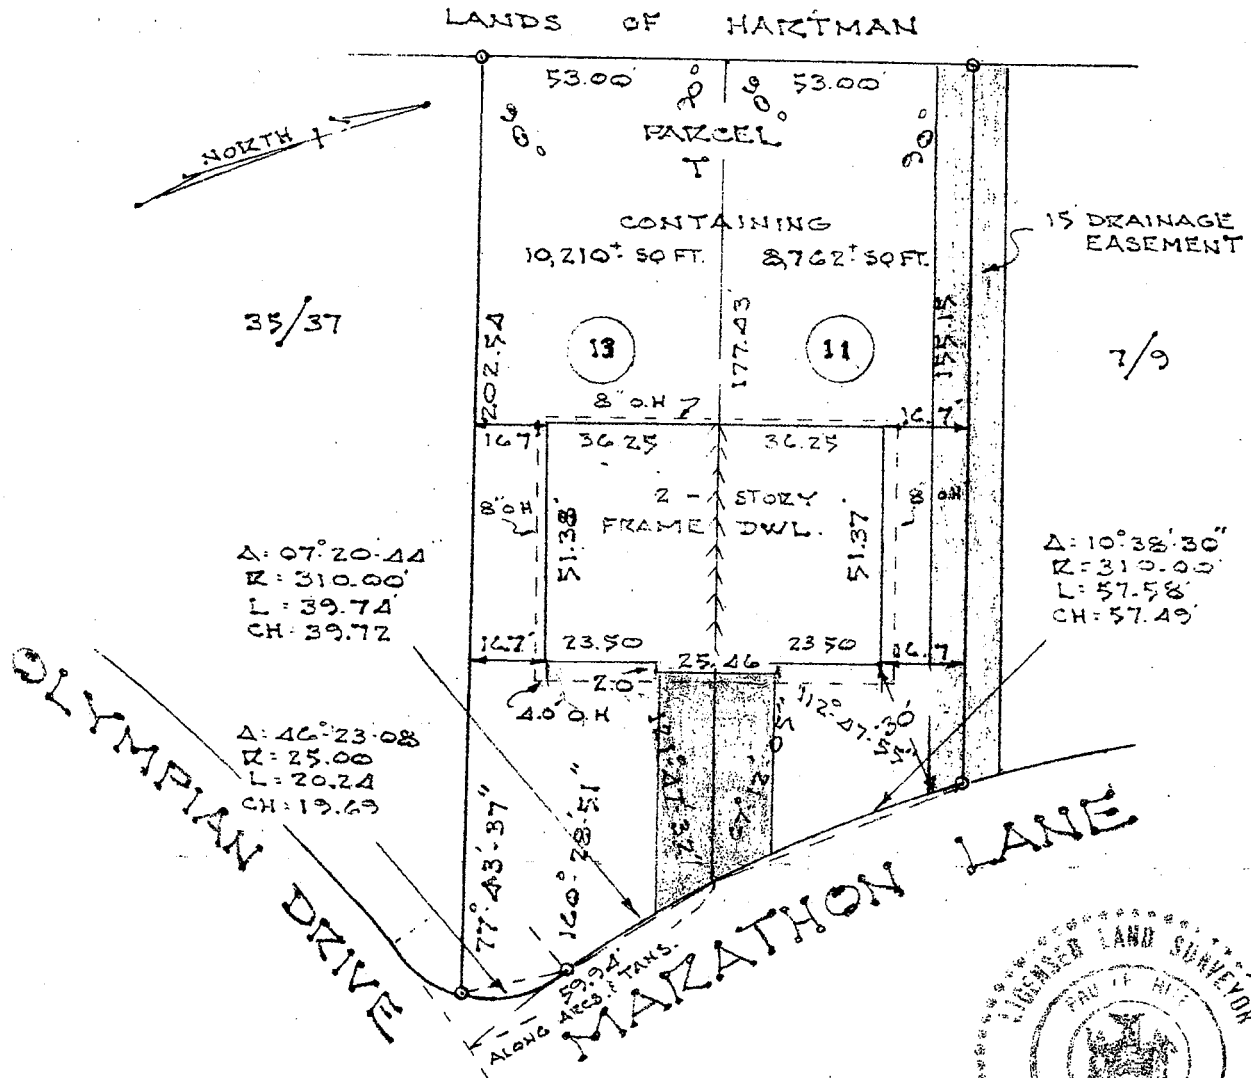 LANDS OF HARTMAN
53.00'
53.00'
90°
90°
90°
90°
NORTH
PARCEL
T
CONTAINING
10,210± SQ FT.
8,762± SQ FT.
15' DRAINAGE
EASEMENT
35/37
202.54
13
177.43'
11
155.15
7/9
8" O.H
16.7
36.25
36.25
16.7'
8" O.H
51.38'
2 - STORY
FRAME DWL.
51.37'
8" O.H
Δ: 07°20-44
R = 310.00'
L = 39.74'
CH: 39.72
Δ: 10°38'30"
R = 310.00'
L: 57.58'
CH: 57.49'
16.7'
23.50
25.46
23.50
16.7
2.0
4.0' O.H
112°-47'-30"
Δ: 46°-23-08
R = 25.00
L = 20.24
CH: 19.69
77°-43'-37"
160°-28'-51"
59.94'
ALONG ARCS & TANS.
OLYMPIAN DRIVE
MARATHON LANE
LICENSED LAND SURVEYOR